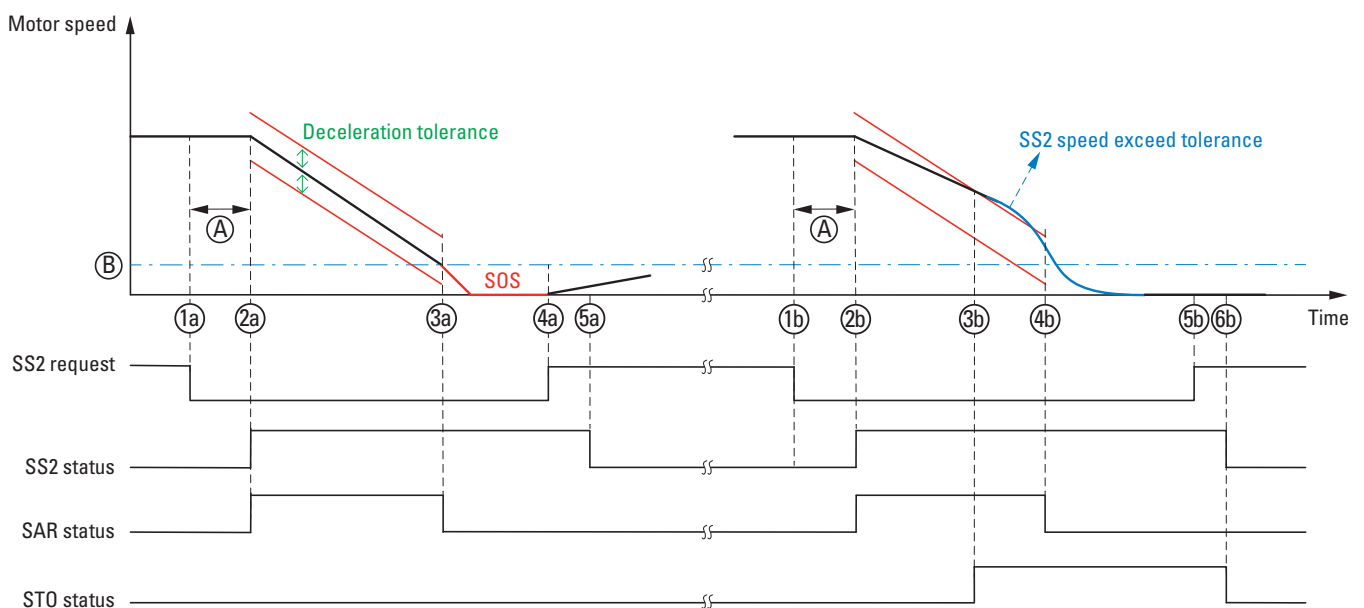 Motor speed
Deceleration tolerance
SS2 speed exceed tolerance
A
A
B
SOS
1a 2a 3a 4a 5a 1b 2b 3b 4b 5b 6b Time
SS2 request
SS2 status
SAR status
STO status